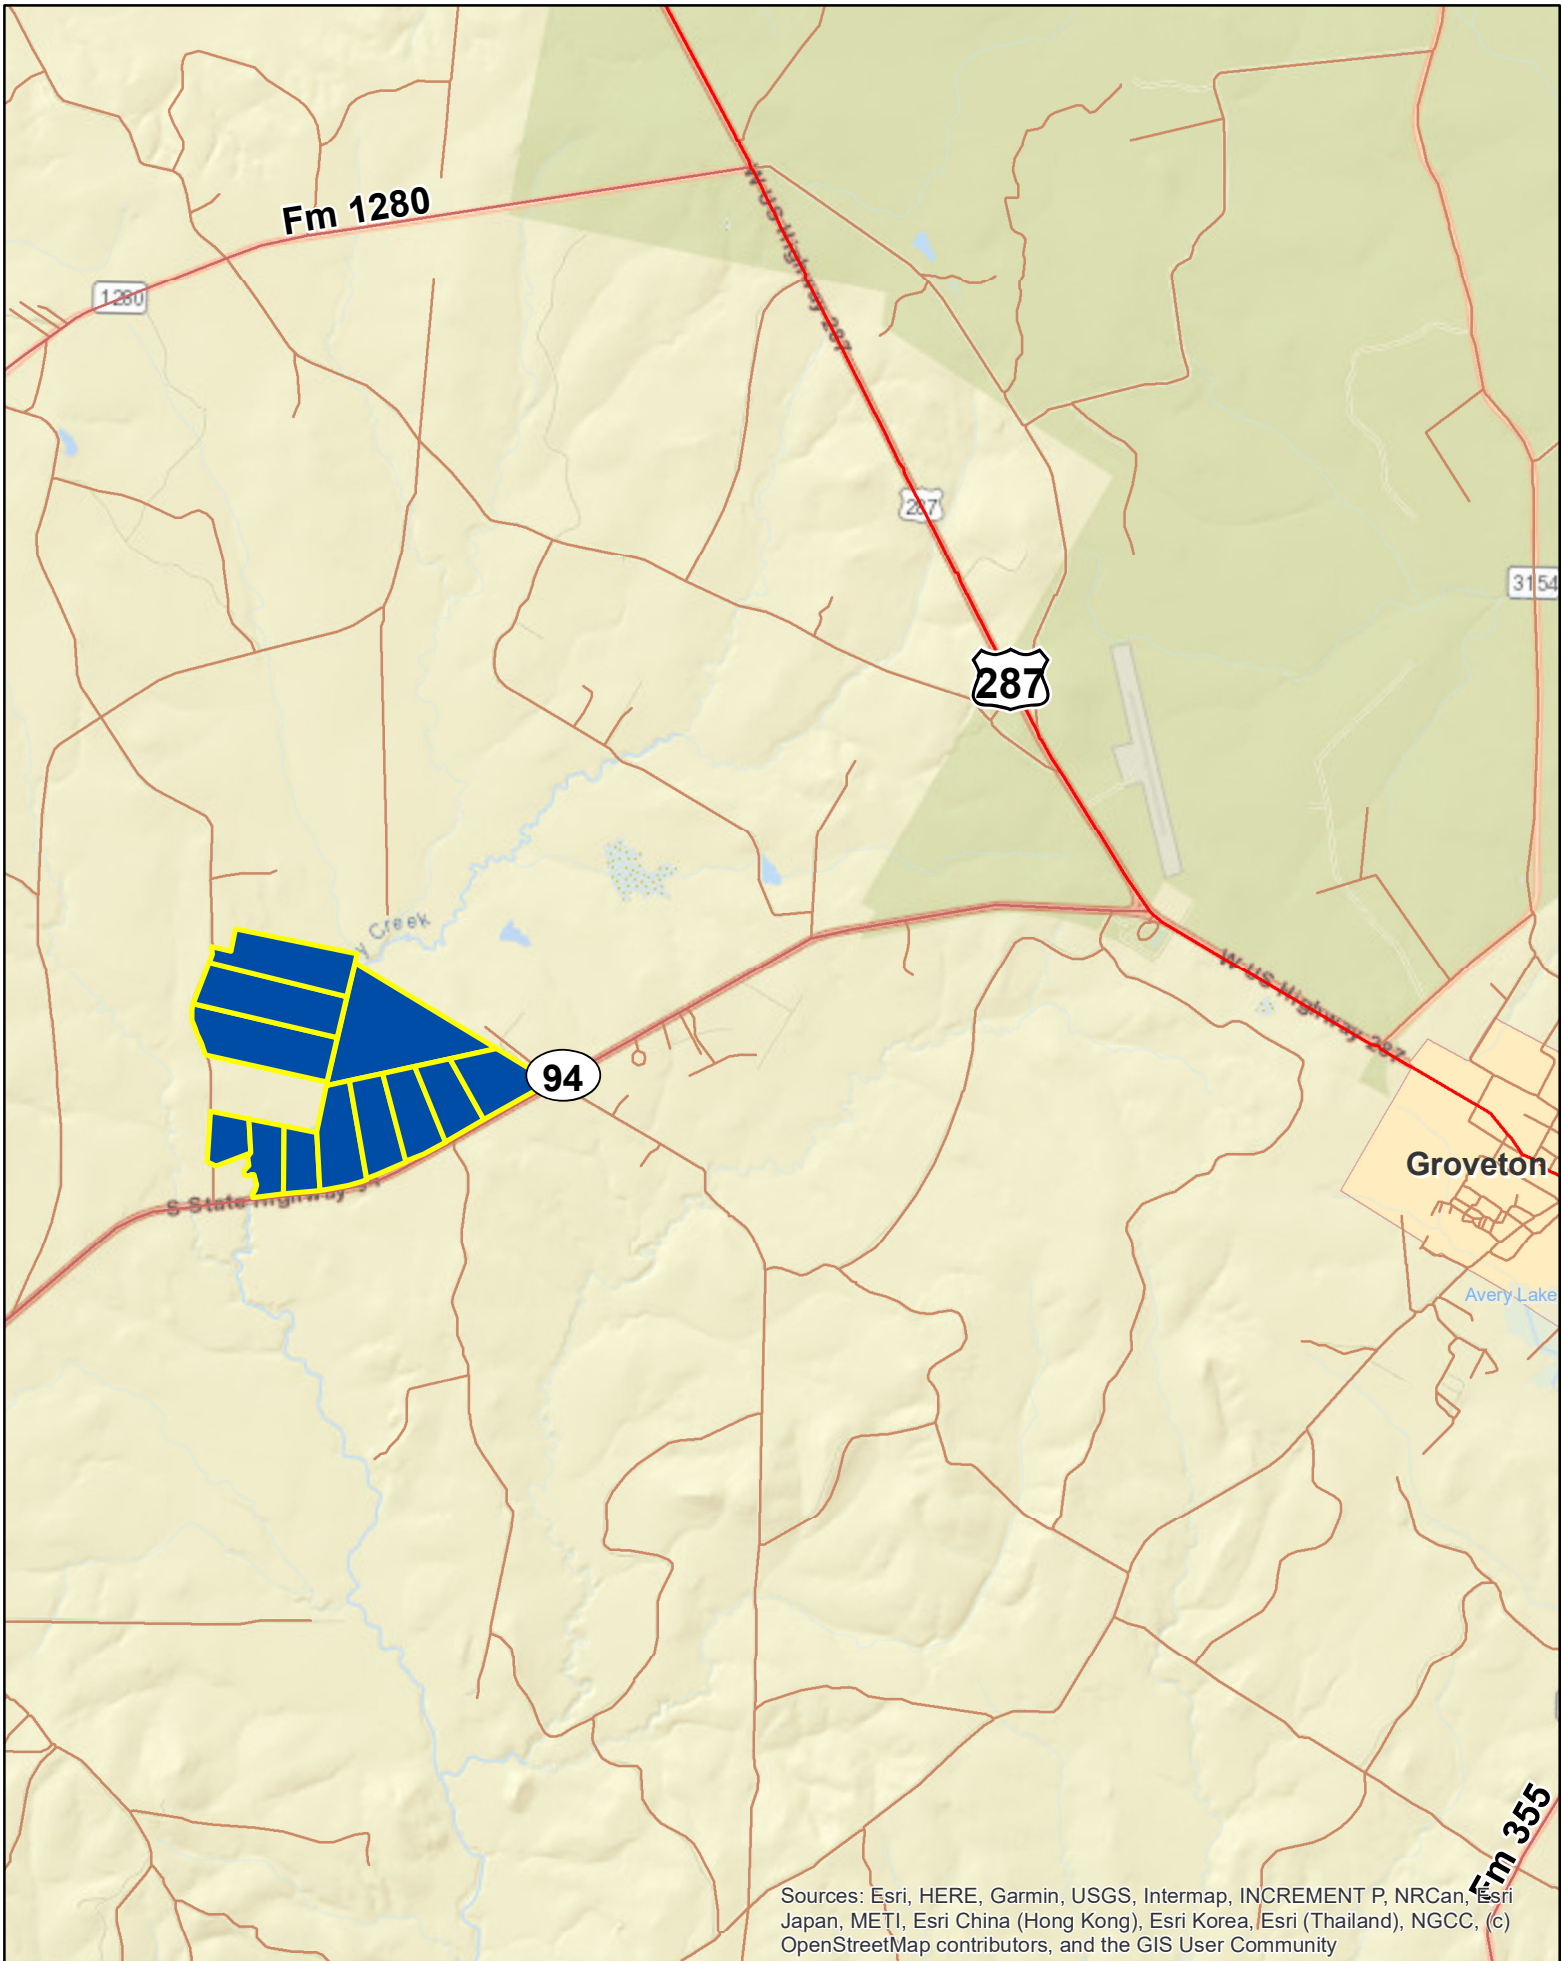 Fm 1280
1280
W US Highway 287
287
3154
287
y Creek
W US Highway 287
94
Groveton
S State Highway 94
Avery Lake
Fm 355
Sources: Esri, HERE, Garmin, USGS, Intermap, INCREMENT P, NRCan, Esri
Japan, METI, Esri China (Hong Kong), Esri Korea, Esri (Thailand), NGCC, (c)
OpenStreetMap contributors, and the GIS User Community